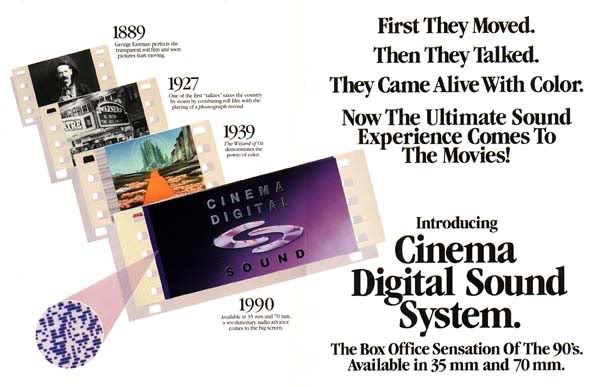 1889
George Eastman perfects the
transparent roll film and soon
pictures start moving.
1927
One of the first "talkies" takes the country
by storm by combining roll film with the
playing of a phonograph record.
1939
The Wizard of Oz
demonstrates the
power of color.
CINEMA
DIGITAL
SOUND
1990
Available in 35 mm and 70 mm,
a revolutionary audio advance
comes to the big screen.
First They Moved.
Then They Talked.
They Came Alive With Color.
Now The Ultimate Sound
Experience Comes To
The Movies!
Introducing
Cinema
Digital Sound
System.
The Box Office Sensation Of The 90's.
Available in 35 mm and 70 mm.